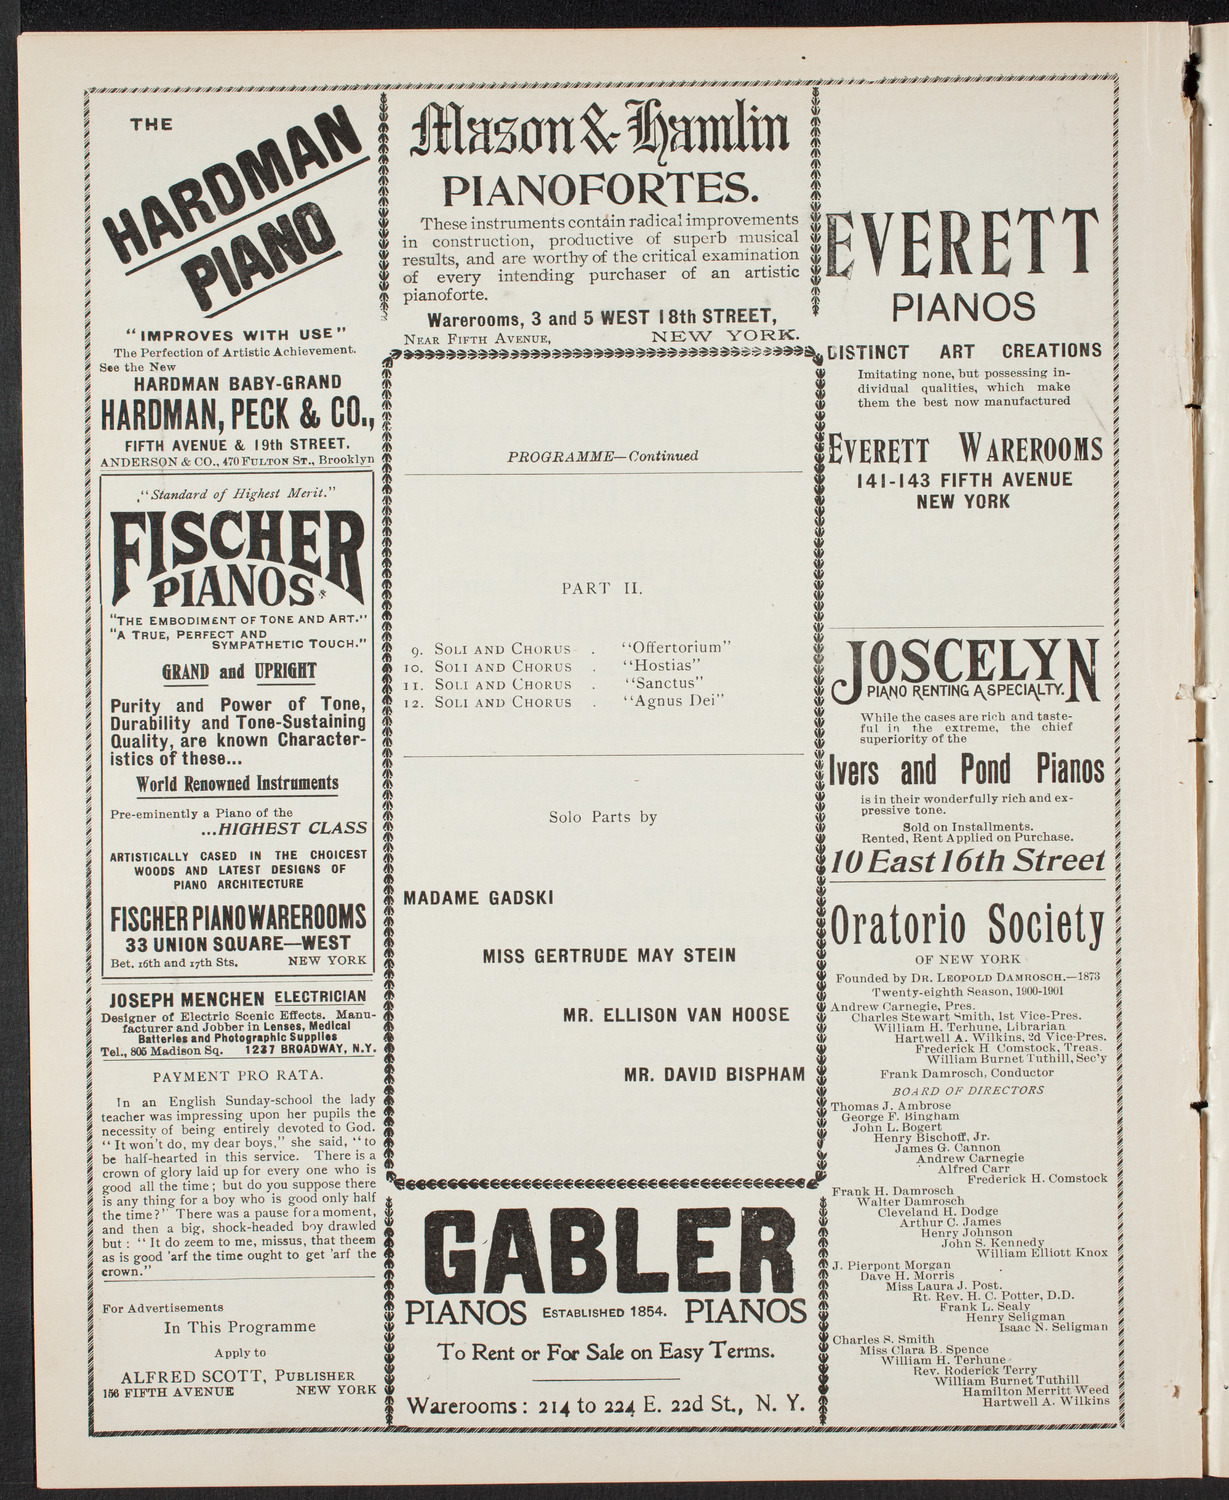 THE
HARDMAN
PIANO
"IMPROVES WITH USE"
The Perfection of Artistic Achievement.
See the New
HARDMAN BABY-GRAND
HARDMAN, PECK & CO.,
FIFTH AVENUE & 19th STREET.
ANDERSON & CO., 470 FULTON ST., Brooklyn
"Standard of Highest Merit."
FISCHER
PIANOS
"THE EMBODIMENT OF TONE AND ART."
"A TRUE, PERFECT AND
SYMPATHETIC TOUCH."
GRAND and UPRIGHT
Purity and Power of Tone,
Durability and Tone-Sustaining
Quality, are known Character-
istics of these...
World Renowned Instruments
Pre-eminently a Piano of the
...HIGHEST CLASS
ARTISTICALLY CASED IN THE CHOICEST
WOODS AND LATEST DESIGNS OF
PIANO ARCHITECTURE
FISCHER PIANO WAREROOMS
33 UNION SQUARE—WEST
Bet. 16th and 17th Sts. NEW YORK
JOSEPH MENCHEN ELECTRICIAN
Designer of Electric Scenic Effects. Manu-
facturer and Jobber in Lenses, Medical
Batteries and Photographic Supplies
Tel., 805 Madison Sq. 1237 BROADWAY, N.Y.
PAYMENT PRO RATA.
In an English Sunday-school the lady
teacher was impressing upon her pupils the
necessity of being entirely devoted to God.
"It won't do, my dear boys," she said, "to
be half-hearted in this service. There is a
crown of glory laid up for every one who is
good all the time; but do you suppose there
is any thing for a boy who is good only half
the time?" There was a pause for a moment,
and then a big, shock-headed boy drawled
but: "It do zeem to me, missus, that theem
as is good 'arf the time ought to get 'arf the
crown."
For Advertisements
In This Programme
Apply to
ALFRED SCOTT, PUBLISHER
156 FIFTH AVENUE NEW YORK
Mason & Hamlin
PIANOFORTES.
These instruments contain radical improvements
in construction, productive of superb musical
results, and are worthy of the critical examination
of every intending purchaser of an artistic
pianoforte.
Warerooms, 3 and 5 WEST 18th STREET,
NEAR FIFTH AVENUE, NEW YORK.
PROGRAMME—Continued
PART II.
9. SOLI AND CHORUS . "Offertorium"
10. SOLI AND CHORUS . "Hostias"
11. SOLI AND CHORUS . "Sanctus"
12. SOLI AND CHORUS . "Agnus Dei"
Solo Parts by
MADAME GADSKI
MISS GERTRUDE MAY STEIN
MR. ELLISON VAN HOOSE
MR. DAVID BISPHAM
GABLER
PIANOS ESTABLISHED 1854. PIANOS
To Rent or For Sale on Easy Terms.
Warerooms: 214 to 224 E. 22d St., N. Y.
EVERETT
PIANOS
DISTINCT ART CREATIONS
Imitating none, but possessing in-
dividual qualities, which make
them the best now manufactured
EVERETT WAREROOMS
141-143 FIFTH AVENUE
NEW YORK
JOSCELYN
PIANO RENTING A SPECIALTY.
While the cases are rich and taste-
ful in the extreme, the chief
superiority of the
Ivers and Pond Pianos
is in their wonderfully rich and ex-
pressive tone.
Sold on Installments.
Rented, Rent Applied on Purchase.
10 East 16th Street
Oratorio Society
OF NEW YORK
Founded by DR. LEOPOLD DAMROSCH.—1873
Twenty-eighth Season, 1900-1901
Andrew Carnegie, Pres.
Charles Stewart Smith, 1st Vice-Pres.
William H. Terhune, Librarian
Hartwell A. Wilkins, 2d Vice-Pres.
Frederick H Comstock, Treas.
William Burnet Tuthill, Sec'y
Frank Damrosch, Conductor
BOARD OF DIRECTORS
Thomas J. Ambrose
George F. Bingham
John L. Bogert
Henry Bischoff, Jr.
James G. Cannon
Andrew Carnegie
Alfred Carr
Frederick H. Comstock
Frank H. Damrosch
Walter Damrosch
Cleveland H. Dodge
Arthur C. James
Henry Johnson
John S. Kennedy
William Elliott Knox
J. Pierpont Morgan
Dave H. Morris
Miss Laura J. Post.
Rt. Rev. H. C. Potter, D.D.
Frank L. Sealy
Henry Seligman
Isaac N. Seligman
Charles S. Smith
Miss Clara B. Spence
William H. Terhune
Rev. Roderick Terry
William Burnet Tuthill
Hamilton Merritt Weed
Hartwell A. Wilkins